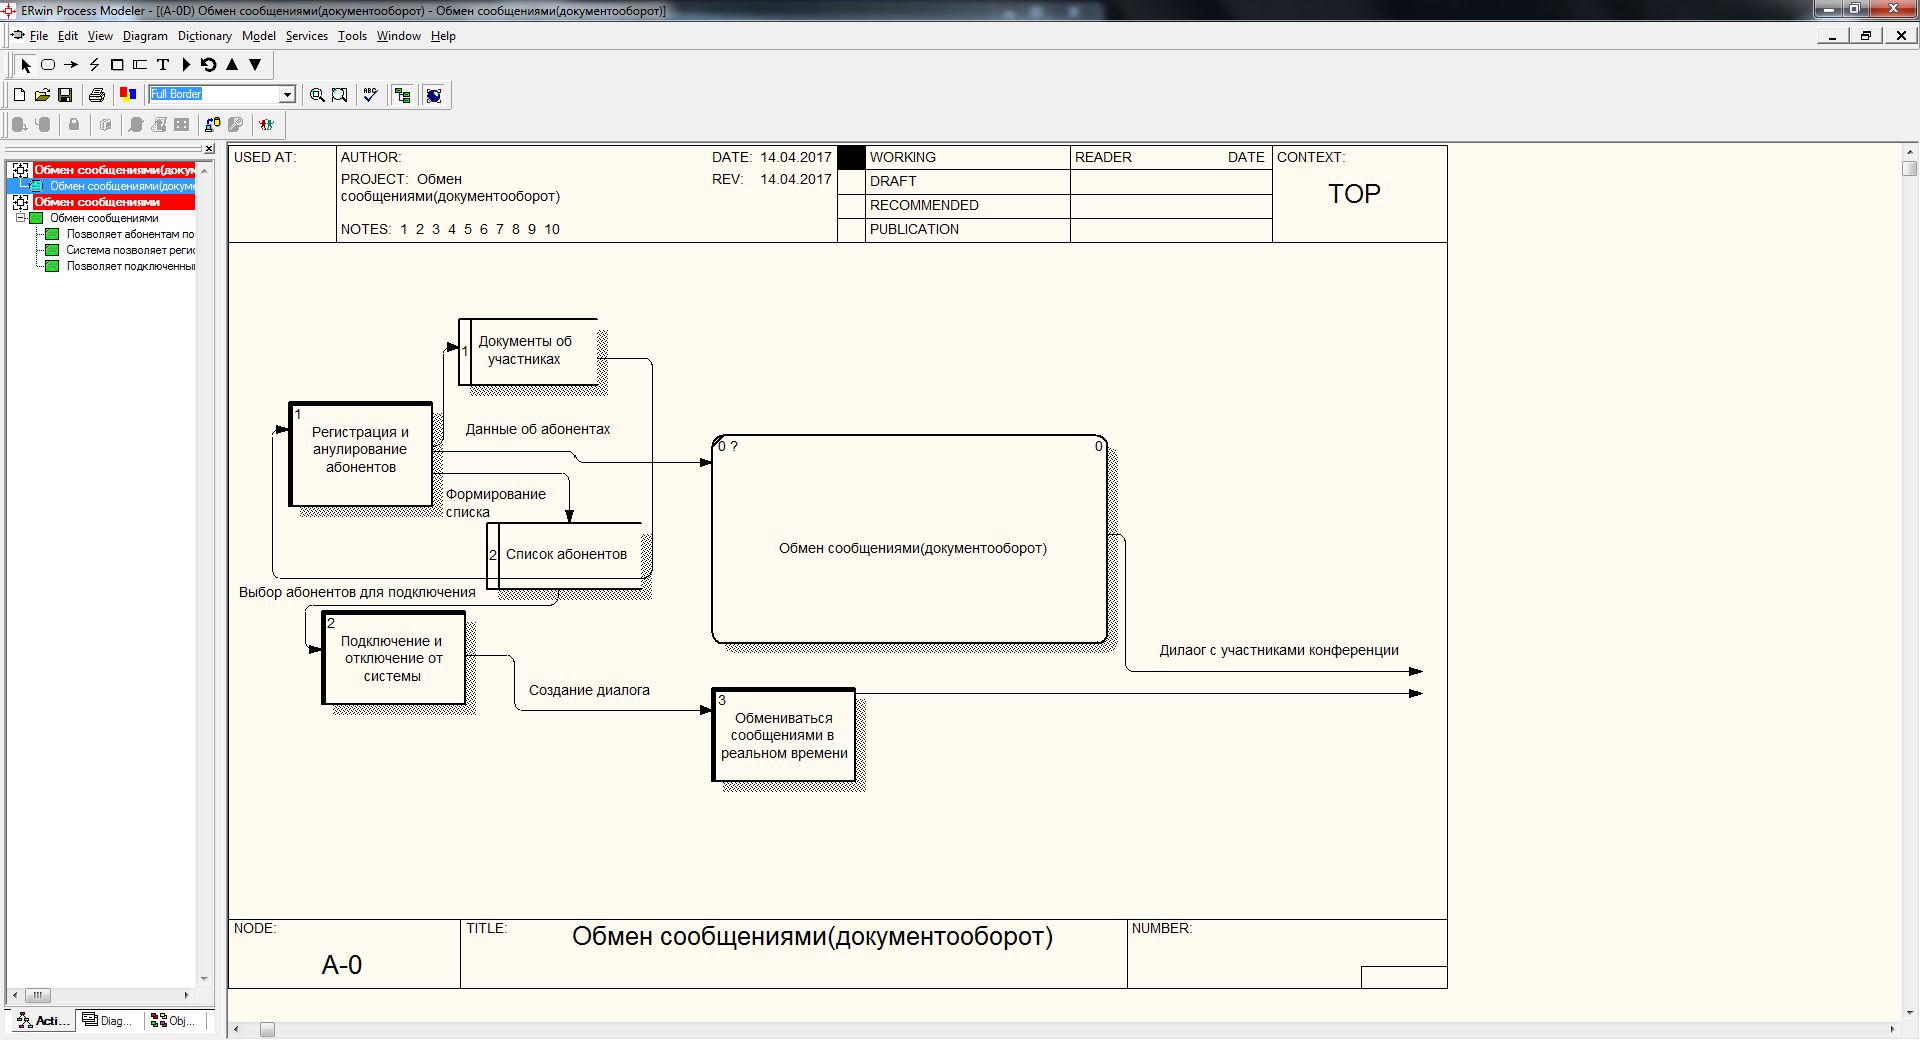 ERwin Process Modeler - [(A-0D) Обмен сообщениями(документооборот) - Обмен сообщениями(документооборот)]
File Edit View Diagram Dictionary Model Services Tools Window Help
T
Full Border
ABC
Обмен сообщениями(докум
Обмен сообщениями(докуме
Обмен сообщениями
Обмен сообщениями
Позволяет абонентам по
Система позволяет реги
Позволяет подключенны
Acti... Diag... Obj...
USED AT:
AUTHOR:
DATE: 14.04.2017
PROJECT: Обмен
сообщениями(документооборот)
REV: 14.04.2017
NOTES: 1 2 3 4 5 6 7 8 9 10
WORKING
DRAFT
RECOMMENDED
PUBLICATION
READER DATE
CONTEXT:
TOP
1
Документы об
участниках
1
Регистрация и
анулирование
абонентов
Данные об абонентах
Формирование
списка
2
Список абонентов
0 ?
0
Обмен сообщениями(документооборот)
Выбор абонентов для подключения
2
Подключение и
отключение от
системы
Создание диалога
Дилаог с участниками конференции
3
Обмениваться
сообщениями в
реальном времени
NODE:
A-0
TITLE:
Обмен сообщениями(документооборот)
NUMBER: